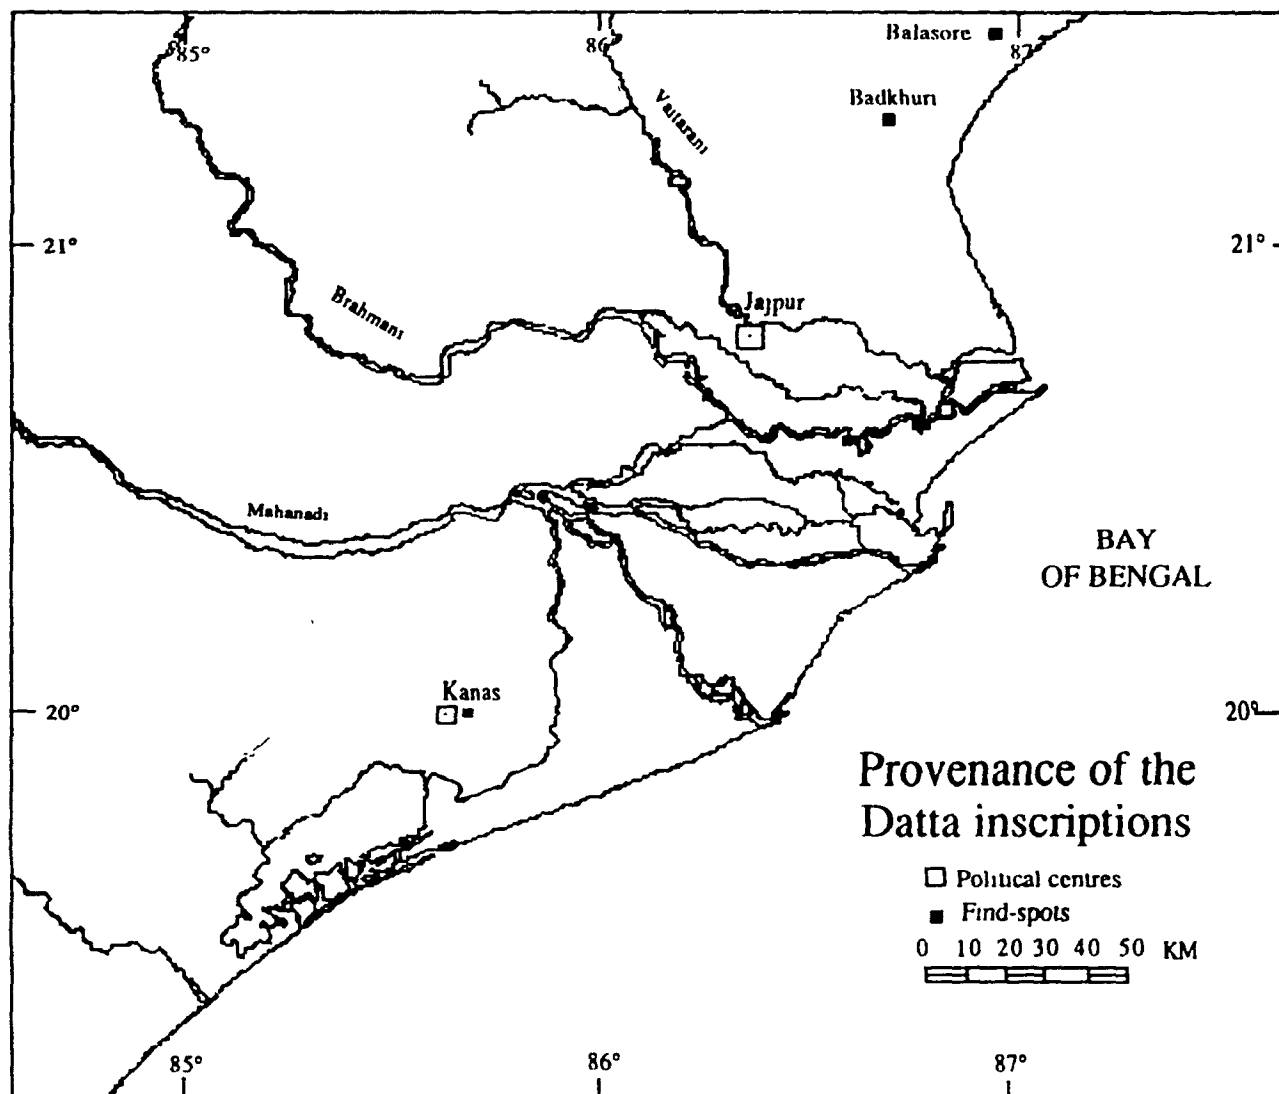 Balasore
85°
86
87
Badkhuri
Vaitarani
21°
21°
Brahmani
Jajpur
Mahanadi
BAY
OF BENGAL
Kanas
20°
20°
Provenance of the
Datta inscriptions
Political centres
Find-spots
0 10 20 30 40 50 KM
85°
86°
87°